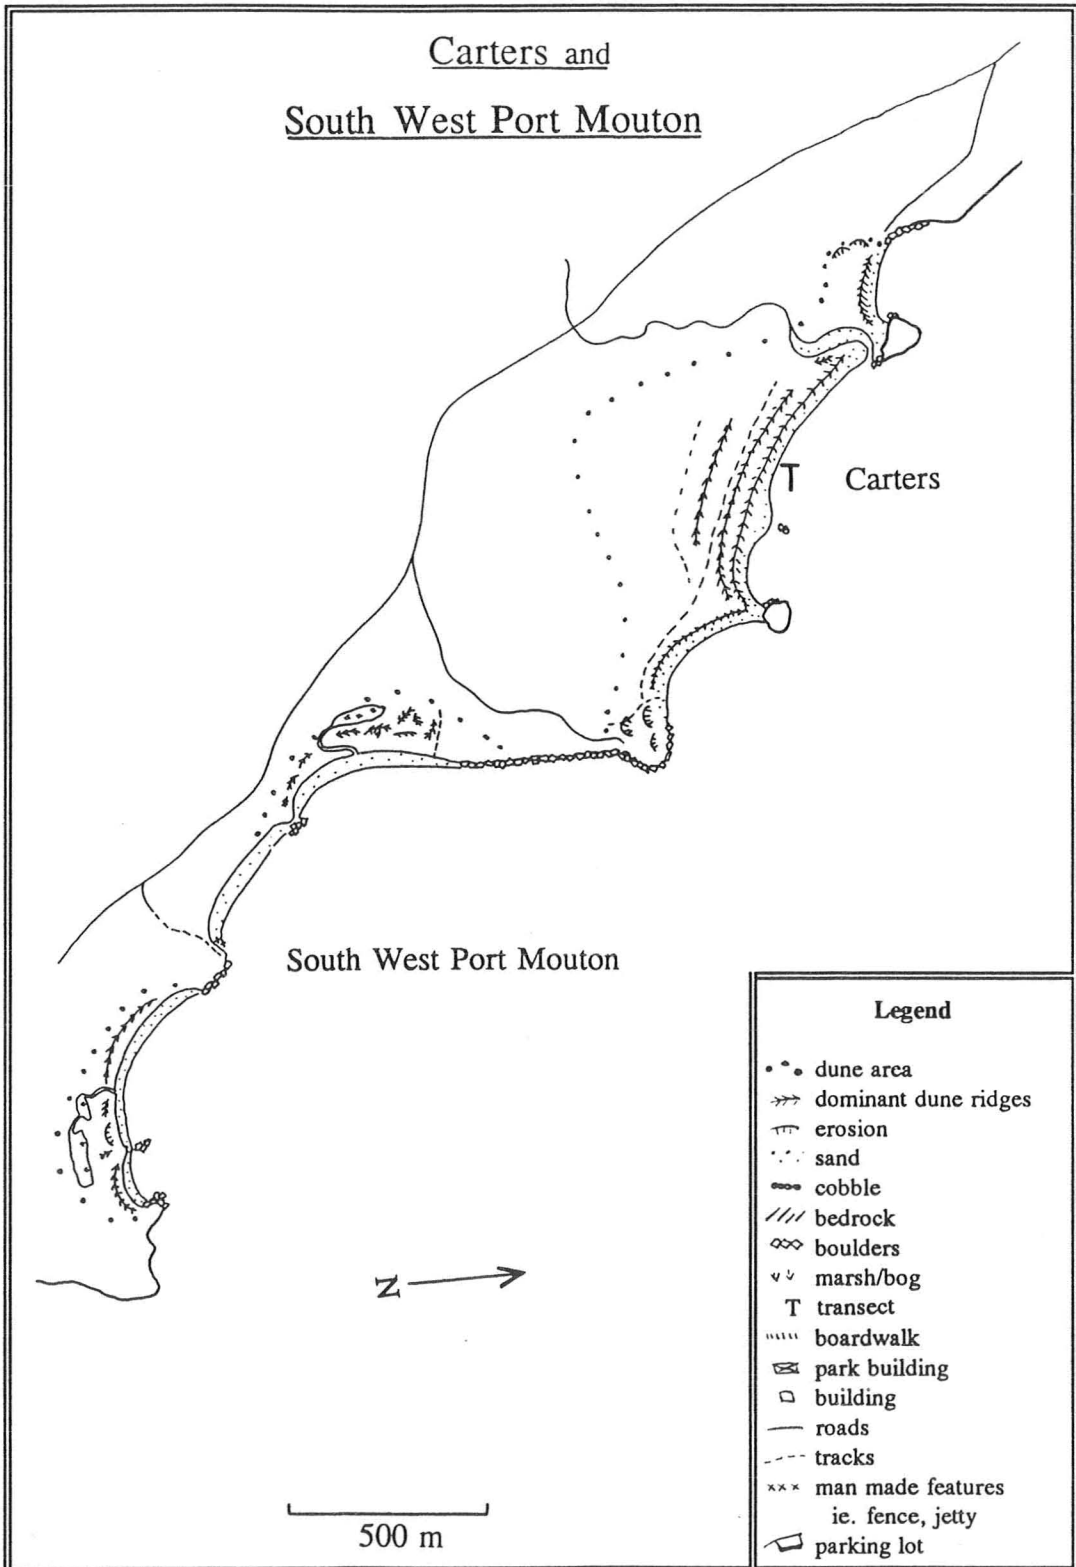 Carters and
South West Port Mouton
T Carters
South West Port Mouton
N
500 m
Legend
dune area
dominant dune ridges
erosion
sand
cobble
bedrock
boulders
marsh/bog
T transect
boardwalk
park building
building
roads
tracks
man made features
ie. fence, jetty
parking lot